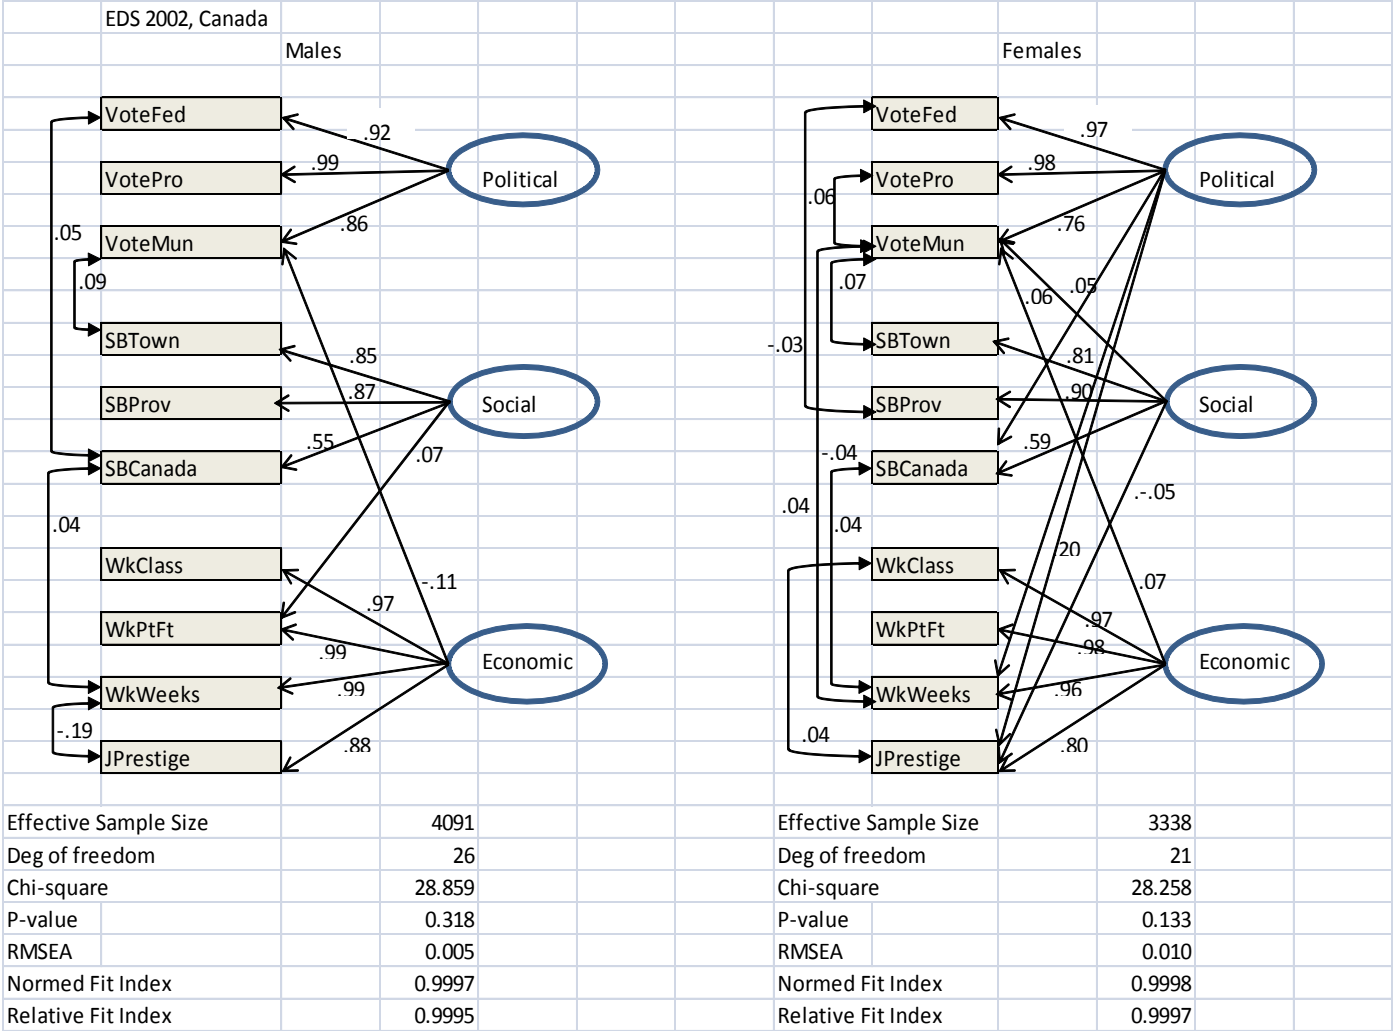 EDS 2002, Canada
Males
Females
VoteFed
VotePro
VoteMun
SBTown
SBProv
SBCanada
WkClass
WkPtFt
WkWeeks
JPrestige
Political
Social
Economic
.92
.99
.86
.05
.09
.85
.87
.55
.07
.04
-.11
.97
.99
.99
-.19
.88
VoteFed
VotePro
VoteMun
SBTown
SBProv
SBCanada
WkClass
WkPtFt
WkWeeks
JPrestige
Political
Social
Economic
.97
.98
.06
.76
.07
.06
.05
-.03
.81
.90
.59
-.04
.04
.04
.-.05
.20
.07
.97
.98
.96
.04
.80
Effective Sample Size 4091
Deg of freedom 26
Chi-square 28.859
P-value 0.318
RMSEA 0.005
Normed Fit Index 0.9997
Relative Fit Index 0.9995
Effective Sample Size 3338
Deg of freedom 21
Chi-square 28.258
P-value 0.133
RMSEA 0.010
Normed Fit Index 0.9998
Relative Fit Index 0.9997